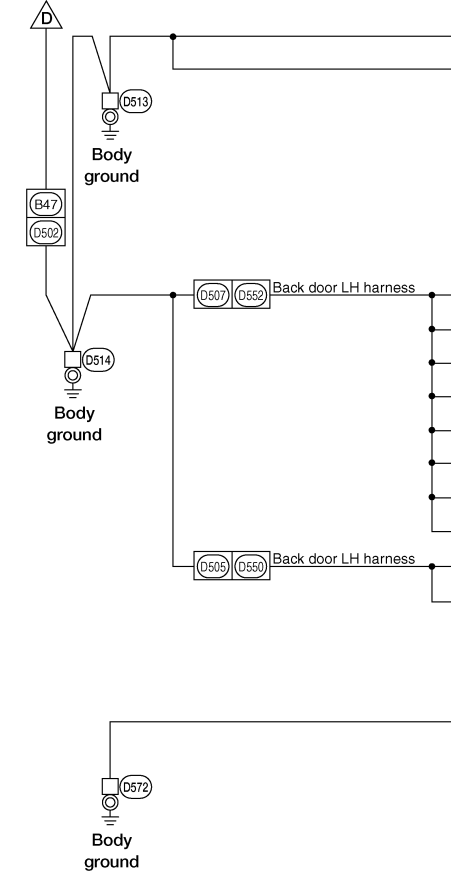 D
D513
Body
ground
B47
D502
D507 D552 Back door LH harness
D514
Body
ground
D505 D550 Back door LH harness
D572
Body
ground